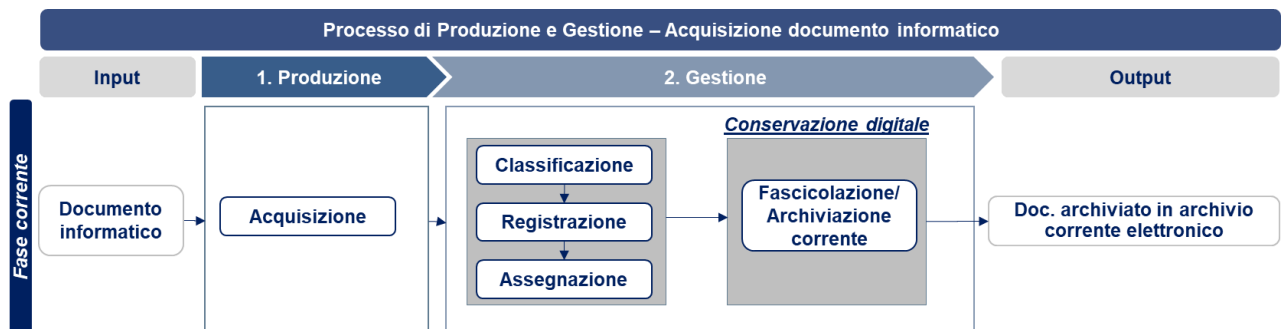 Processo di Produzione e Gestione – Acquisizione documento informatico
Input
1. Produzione
2. Gestione
Output
Fase corrente
Documento
informatico
Acquisizione
Classificazione
Registrazione
Assegnazione
Conservazione digitale
Fascicolazione/
Archiviazione
corrente
Doc. archiviato in archivio
corrente elettronico